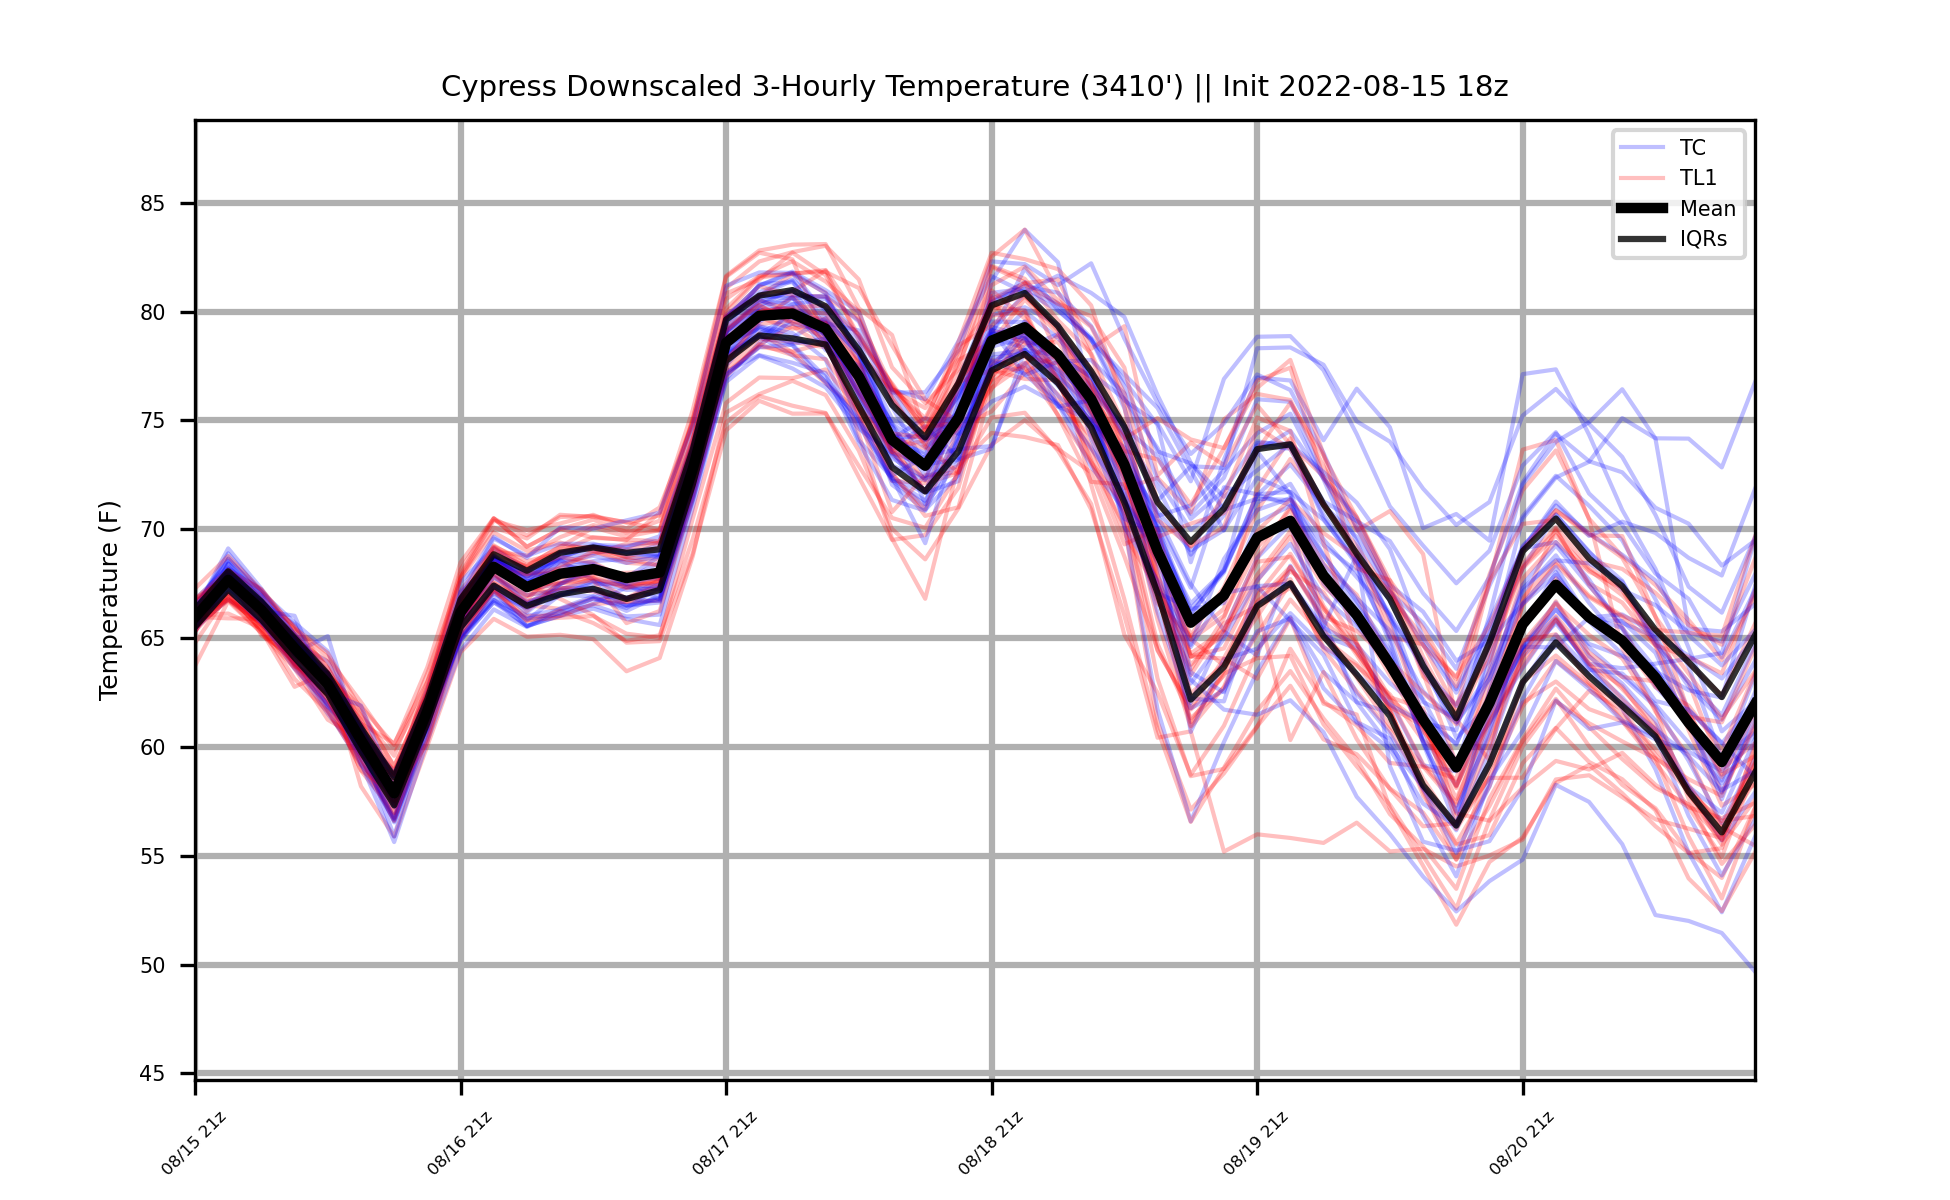 Cypress Downscaled 3-Hourly Temperature (3410') || Init 2022-08-15 18z
TC
TL1
Mean
IQRs
Temperature (F)
85
80
75
70
65
60
55
50
45
08/15 21z
08/16 21z
08/17 21z
08/18 21z
08/19 21z
08/20 21z